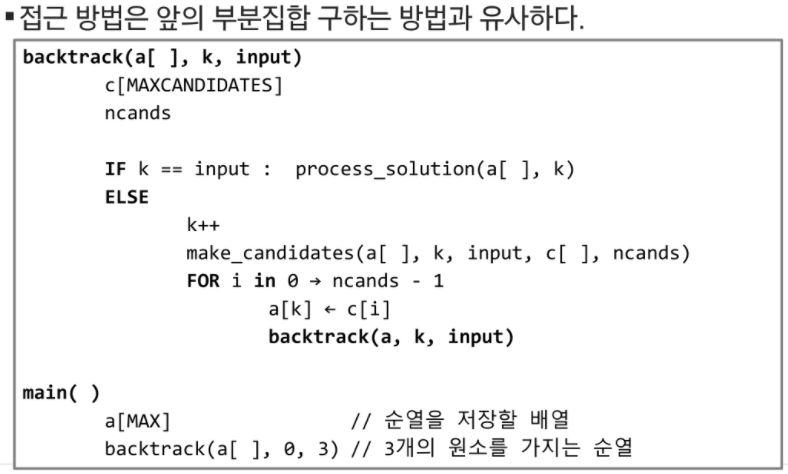 ▪접근 방법은 앞의 부분집합 구하는 방법과 유사하다.
backtrack(a[ ], k, input)
c[MAXCANDIDATES]
ncands
IF k == input :  process_solution(a[ ], k)
ELSE
k++
make_candidates(a[ ], k, input, c[ ], ncands)
FOR i in 0 → ncands - 1
a[k] ← c[i]
backtrack(a, k, input)
main( )
a[MAX] // 순열을 저장할 배열
backtrack(a[ ], 0, 3) // 3개의 원소를 가지는 순열